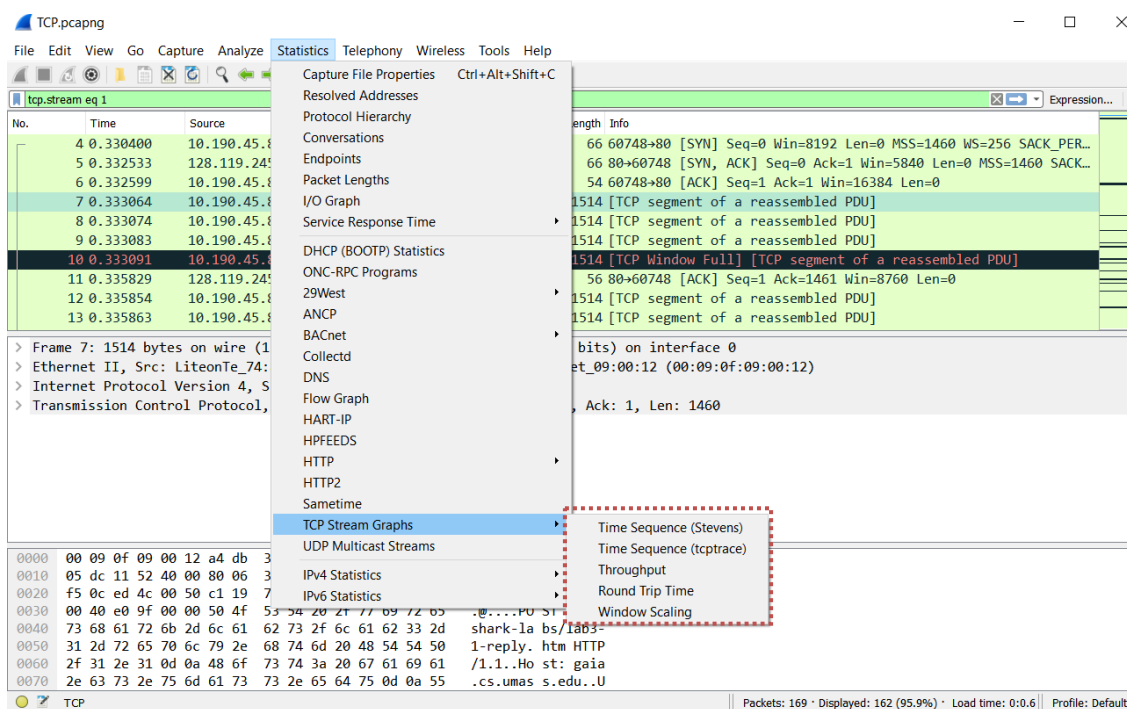 TCP.pcapng
File Edit View Go Capture Analyze Statistics Telephony Wireless Tools Help
tcp.stream eq 1
Expression...
No. Time Source ength Info
4 0.330400 10.190.45.8 66 60748→80 [SYN] Seq=0 Win=8192 Len=0 MSS=1460 WS=256 SACK_PER…
5 0.332533 128.119.245 66 80→60748 [SYN, ACK] Seq=0 Ack=1 Win=5840 Len=0 MSS=1460 SACK…
6 0.332599 10.190.45.8 54 60748→80 [ACK] Seq=1 Ack=1 Win=16384 Len=0
7 0.333064 10.190.45.8 1514 [TCP segment of a reassembled PDU]
8 0.333074 10.190.45.8 1514 [TCP segment of a reassembled PDU]
9 0.333083 10.190.45.8 1514 [TCP segment of a reassembled PDU]
10 0.333091 10.190.45.8 1514 [TCP Window Full] [TCP segment of a reassembled PDU]
11 0.335829 128.119.245 56 80→60748 [ACK] Seq=1 Ack=1461 Win=8760 Len=0
12 0.335854 10.190.45.8 1514 [TCP segment of a reassembled PDU]
13 0.335863 10.190.45.8 1514 [TCP segment of a reassembled PDU]
Capture File Properties Ctrl+Alt+Shift+C
Resolved Addresses
Protocol Hierarchy
Conversations
Endpoints
Packet Lengths
I/O Graph
Service Response Time
DHCP (BOOTP) Statistics
ONC-RPC Programs
29West
ANCP
BACnet
Collectd
DNS
Flow Graph
HART-IP
HPFEEDS
HTTP
HTTP2
Sametime
TCP Stream Graphs
UDP Multicast Streams
IPv4 Statistics
IPv6 Statistics
Time Sequence (Stevens)
Time Sequence (tcptrace)
Throughput
Round Trip Time
Window Scaling
> Frame 7: 1514 bytes on wire (1 bits) on interface 0
> Ethernet II, Src: LiteonTe_74: et_09:00:12 (00:09:0f:09:00:12)
> Internet Protocol Version 4, S
> Transmission Control Protocol, , Ack: 1, Len: 1460
0000 00 09 0f 09 00 12 a4 db 3
0010 05 dc 11 52 40 00 80 06 3
0020 f5 0c ed 4c 00 50 c1 19 7
0030 00 40 e0 9f 00 00 50 4f 53 54 20 2f 77 69 72 65 .@....PO ST
0040 73 68 61 72 6b 2d 6c 61 62 73 2f 6c 61 62 33 2d shark-la bs/lab3-
0050 31 2d 72 65 70 6c 79 2e 68 74 6d 20 48 54 54 50 1-reply. htm HTTP
0060 2f 31 2e 31 0d 0a 48 6f 73 74 3a 20 67 61 69 61 /1.1..Ho st: gaia
0070 2e 63 73 2e 75 6d 61 73 73 2e 65 64 75 0d 0a 55 .cs.umas s.edu..U
TCP
Packets: 169 · Displayed: 162 (95.9%) · Load time: 0:0.6
Profile: Default